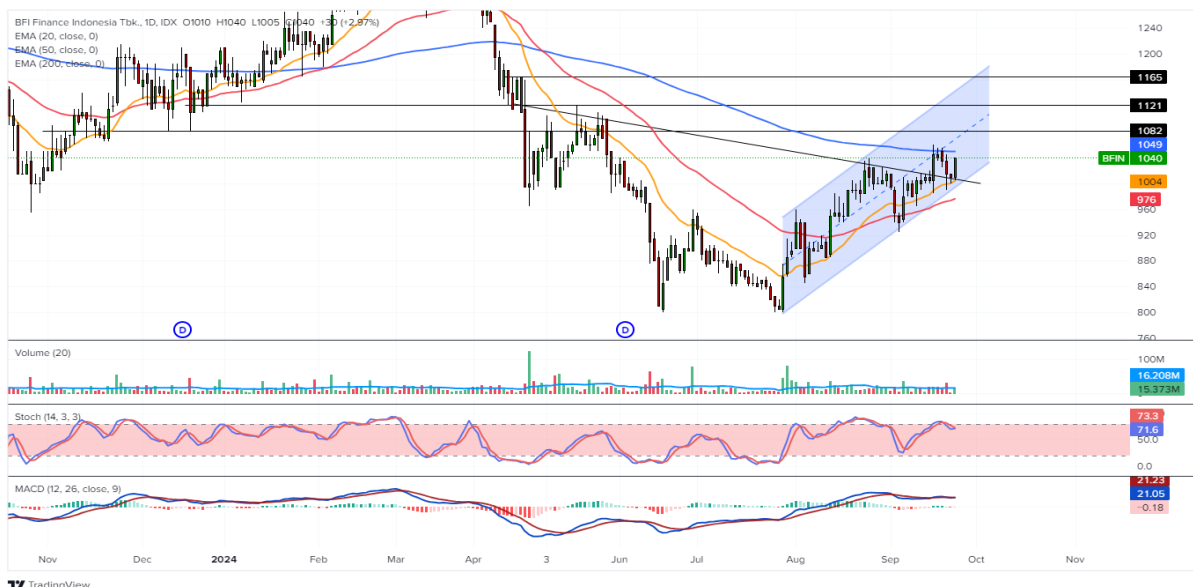 BFI Finance Indonesia Tbk., 1D, IDX O1010 H1040 L1005 C1040 +30 (+2.97%)
EMA (20, close, 0)
EMA (50, close, 0)
EMA (200, close, 0)
1240
1200
1165
1121
1082
1049
BFIN 1040
1004
976
960
920
880
840
800
760
D D
Volume (20)
100M
16.208M
15.373M
Stoch (14, 3, 3)
73.3
71.6
50.0
0.0
MACD (12, 26, close, 9)
21.23
21.05
-0.18
Nov Dec 2024 Feb Mar Apr 3 Jun Jul Aug Sep Oct Nov
TradingView